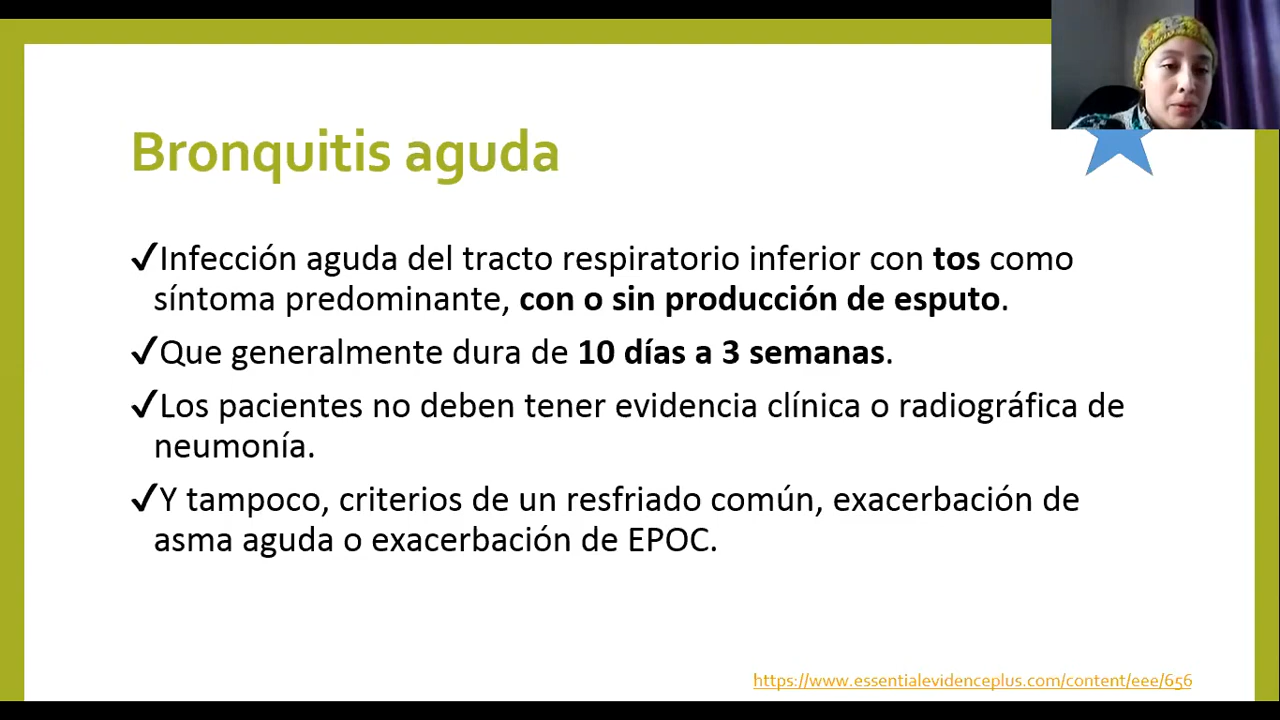 Bronquitis aguda
✓Infección aguda del tracto respiratorio inferior con tos como
síntoma predominante, con o sin producción de esputo.
✓Que generalmente dura de 10 días a 3 semanas.
✓Los pacientes no deben tener evidencia clínica o radiográfica de
neumonía.
✓Y tampoco, criterios de un resfriado común, exacerbación de
asma aguda o exacerbación de EPOC.
https://www.essentialevidenceplus.com/content/eee/656